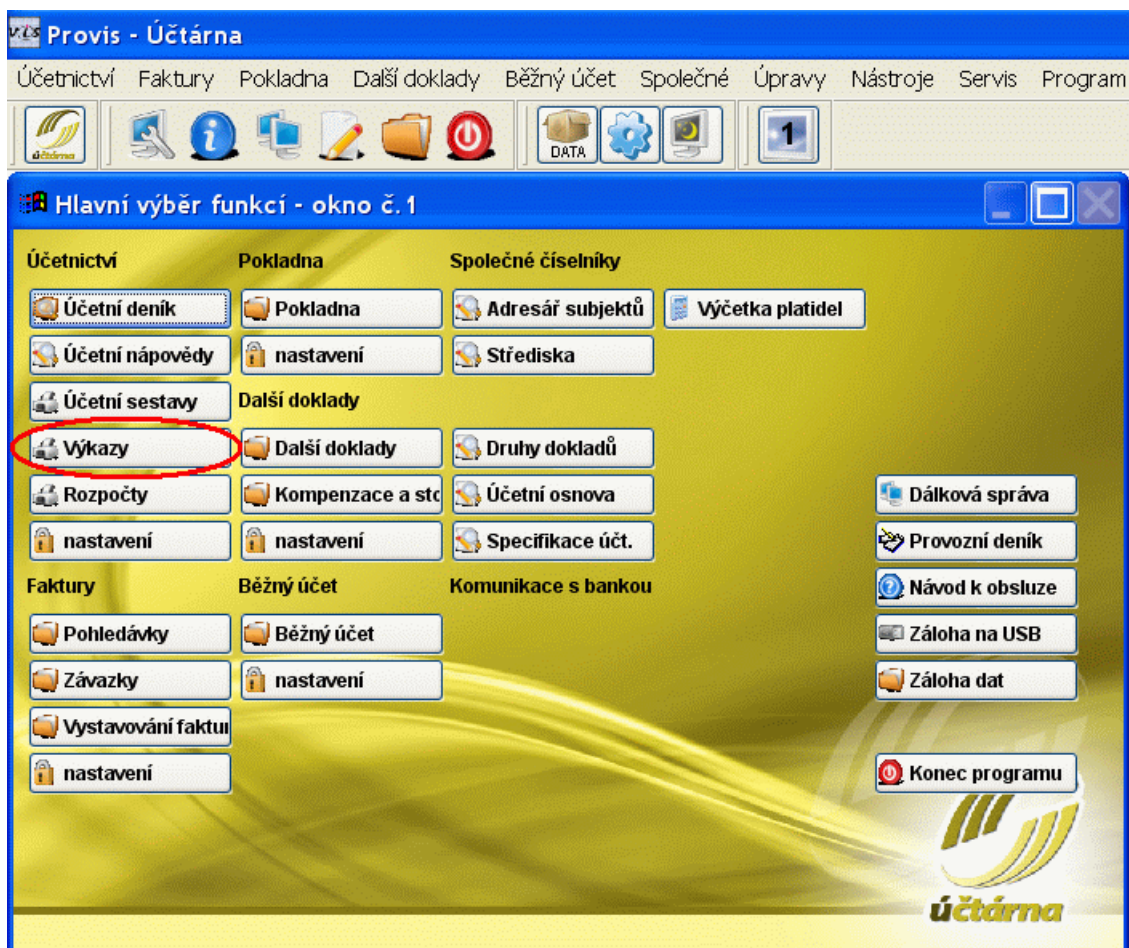 vis Provis - Účtárna
Účetnictví Faktury Pokladna Další doklady Běžný účet Společné Úpravy Nástroje Servis Program
účtárna DATA 1
Hlavní výběr funkcí - okno č.1
Účetnictví Pokladna Společné číselníky
Účetní deník Pokladna Adresář subjektů Výčetka platidel
Účetní nápovědy nastavení Střediska
Účetní sestavy Další doklady
Výkazy Další doklady Druhy dokladů
Rozpočty Kompenzace a sto Účetní osnova Dálková správa
nastavení nastavení Specifikace účt. Provozní deník
Faktury Běžný účet Komunikace s bankou Návod k obsluze
Pohledávky Běžný účet Záloha na USB
Závazky nastavení Záloha dat
Vystavování faktur
nastavení Konec programu
účtárna